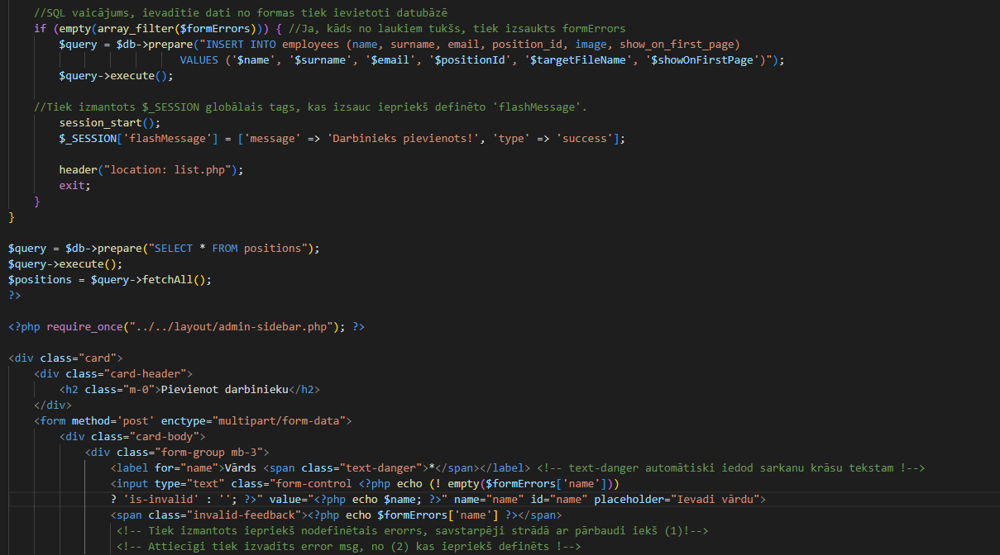 //SQL vaicājums, ievadītie dati no formas tiek ievietoti datubāzē
if (empty(array_filter($formErrors))) { //Ja, kāds no laukiem tukšs, tiek izsaukts formErrors
$query = $db->prepare("INSERT INTO employees (name, surname, email, position_id, image, show_on_first_page)
VALUES ('$name', '$surname', '$email', '$positionId', '$targetFileName', '$showOnFirstPage')");
$query->execute();
//Tiek izmantots $_SESSION globālais tags, kas izsauc iepriekš definēto 'flashMessage'.
session_start();
$_SESSION['flashMessage'] = ['message' => 'Darbinieks pievienots!', 'type' => 'success'];
header("location: list.php");
exit;
}
}
$query = $db->prepare("SELECT * FROM positions");
$query->execute();
$positions = $query->fetchAll();
?>
<?php require_once("../../layout/admin-sidebar.php"); ?>
<div class="card">
<div class="card-header">
<h2 class="m-0">Pievienot darbinieku</h2>
</div>
<form method='post' enctype="multipart/form-data">
<div class="card-body">
<div class="form-group mb-3">
<label for="name">Vārds <span class="text-danger">*</span></label> <!-- text-danger automātiski iedod sarkanu krāsu tekstam !-->
<input type="text" class="form-control <?php echo (! empty($formErrors['name']))
? 'is-invalid' : ''; ?>" value="<?php echo $name; ?>" name="name" id="name" placeholder="Ievadi vārdu">
<span class="invalid-feedback"><?php echo $formErrors['name'] ?></span>
<!-- Tiek izmantots iepriekš nodefinētais erorrs, savstarpēji strādā ar pārbaudi iekš (1)!-->
<!-- Attiecīgi tiek izvadīts error msg, no (2) kas iepriekš definēts !-->